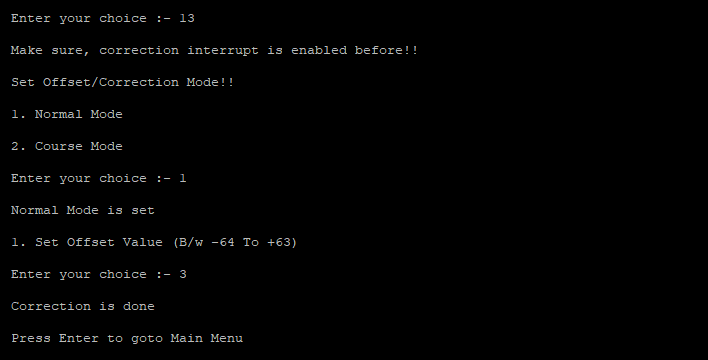 Enter your choice :- 13
Make sure, correction interrupt is enabled before!!
Set Offset/Correction Mode!!
1. Normal Mode
2. Course Mode
Enter your choice :- 1
Normal Mode is set
1. Set Offset Value (B/w -64 To +63)
Enter your choice :- 3
Correction is done
Press Enter to goto Main Menu